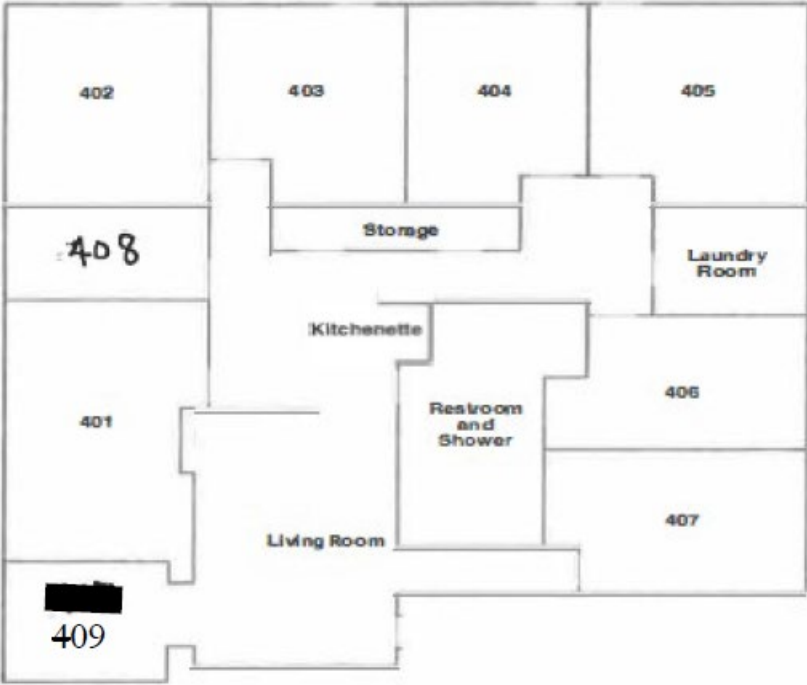 402
403
404
405
408
Storage
Laundry
Room
Kitchenette
401
406
Restroom
and
Shower
407
Living Room
409